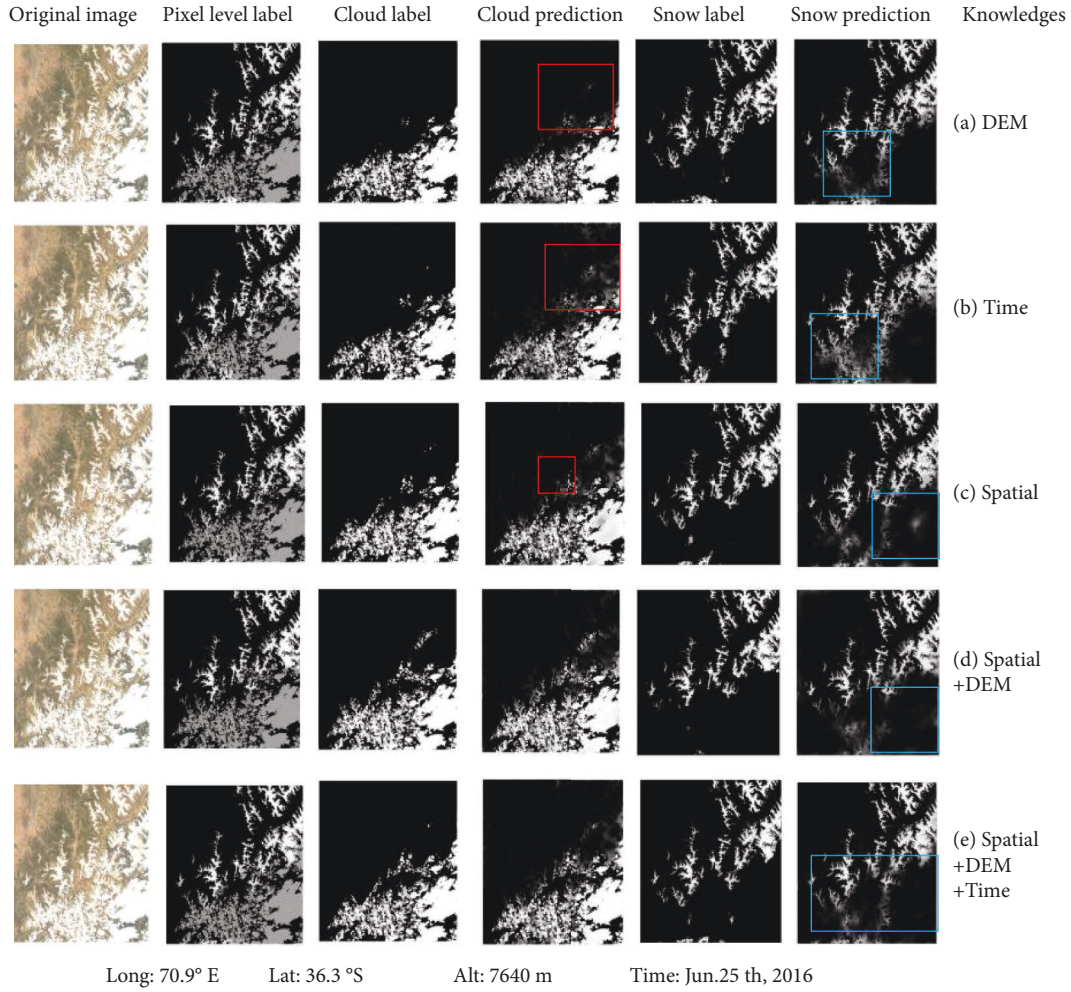 Original image Pixel level label Cloud label Cloud prediction Snow label Snow prediction Knowledges
(a) DEM
(b) Time
(c) Spatial
(d) Spatial
+DEM
(e) Spatial
+DEM
+Time
Long: 70.9° E Lat: 36.3 °S Alt: 7640 m Time: Jun.25 th, 2016